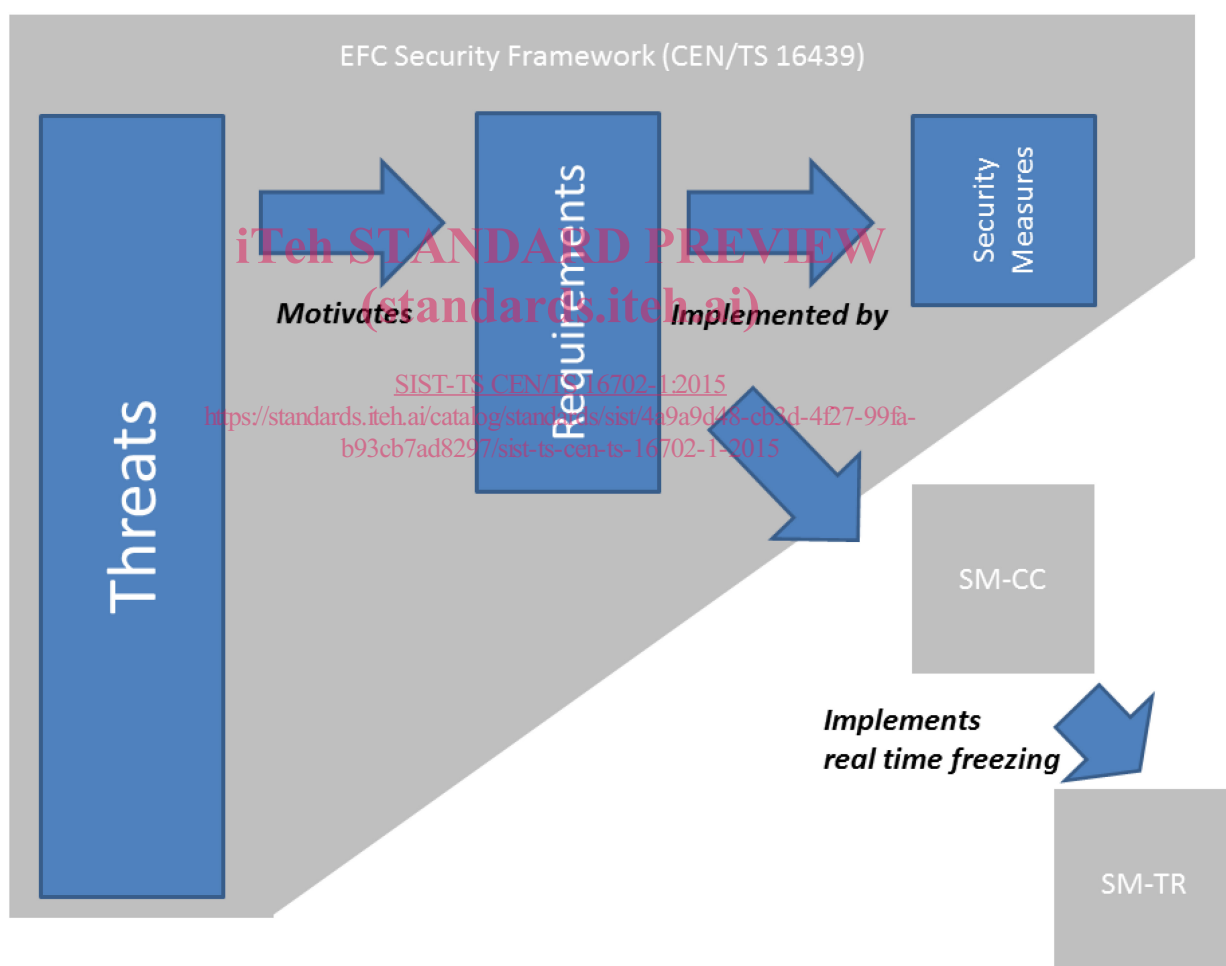 EFC Security Framework (CEN/TS 16439)
Threats
Requirements
Security
Measures
iTeh STANDARD PREVIEW
(standards.iteh.ai)
Motivates
Implemented by
SIST-TS CEN/TS 16702-1:2015
https://standards.iteh.ai/catalog/standards/sist/4a9a9d48-cb3d-4f27-99fa-
b93cb7ad8297/sist-ts-cen-ts-16702-1-2015
SM-CC
Implements
real time freezing
SM-TR